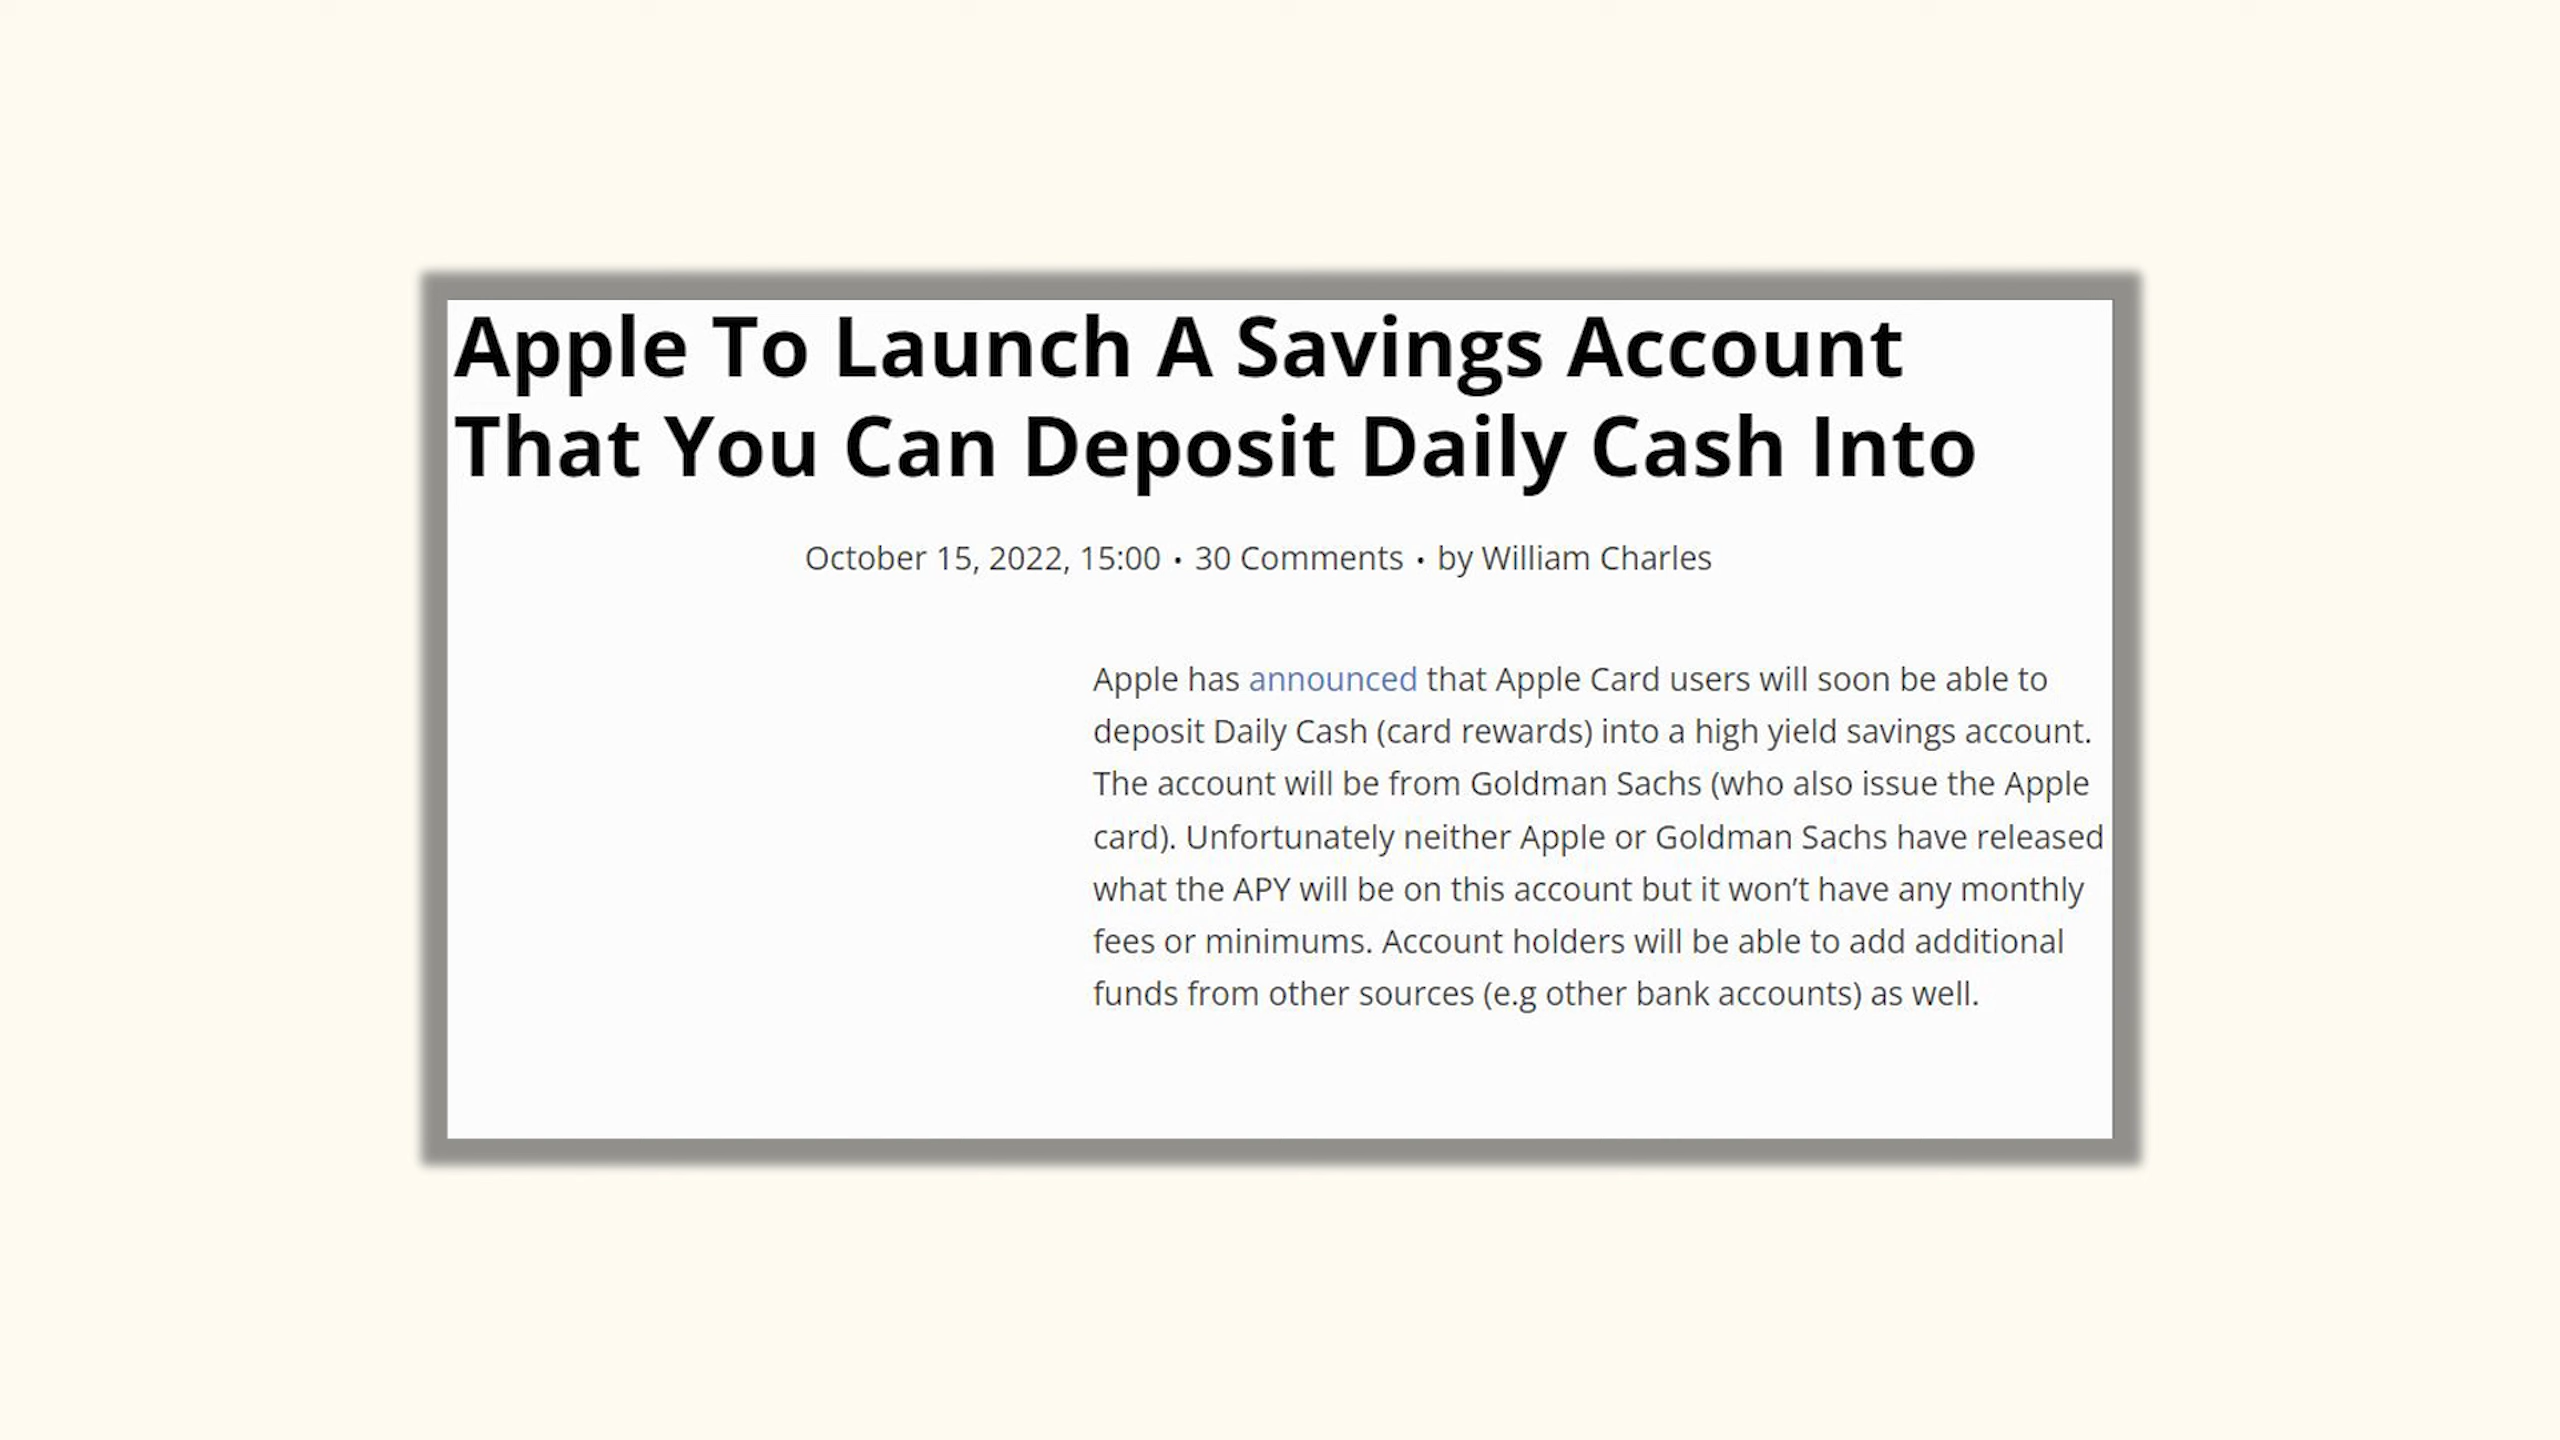 Apple To Launch A Savings Account
That You Can Deposit Daily Cash Into
October 15, 2022, 15:00 • 30 Comments • by William Charles
Apple has announced that Apple Card users will soon be able to
deposit Daily Cash (card rewards) into a high yield savings account.
The account will be from Goldman Sachs (who also issue the Apple
card). Unfortunately neither Apple or Goldman Sachs have released
what the APY will be on this account but it won’t have any monthly
fees or minimums. Account holders will be able to add additional
funds from other sources (e.g other bank accounts) as well.